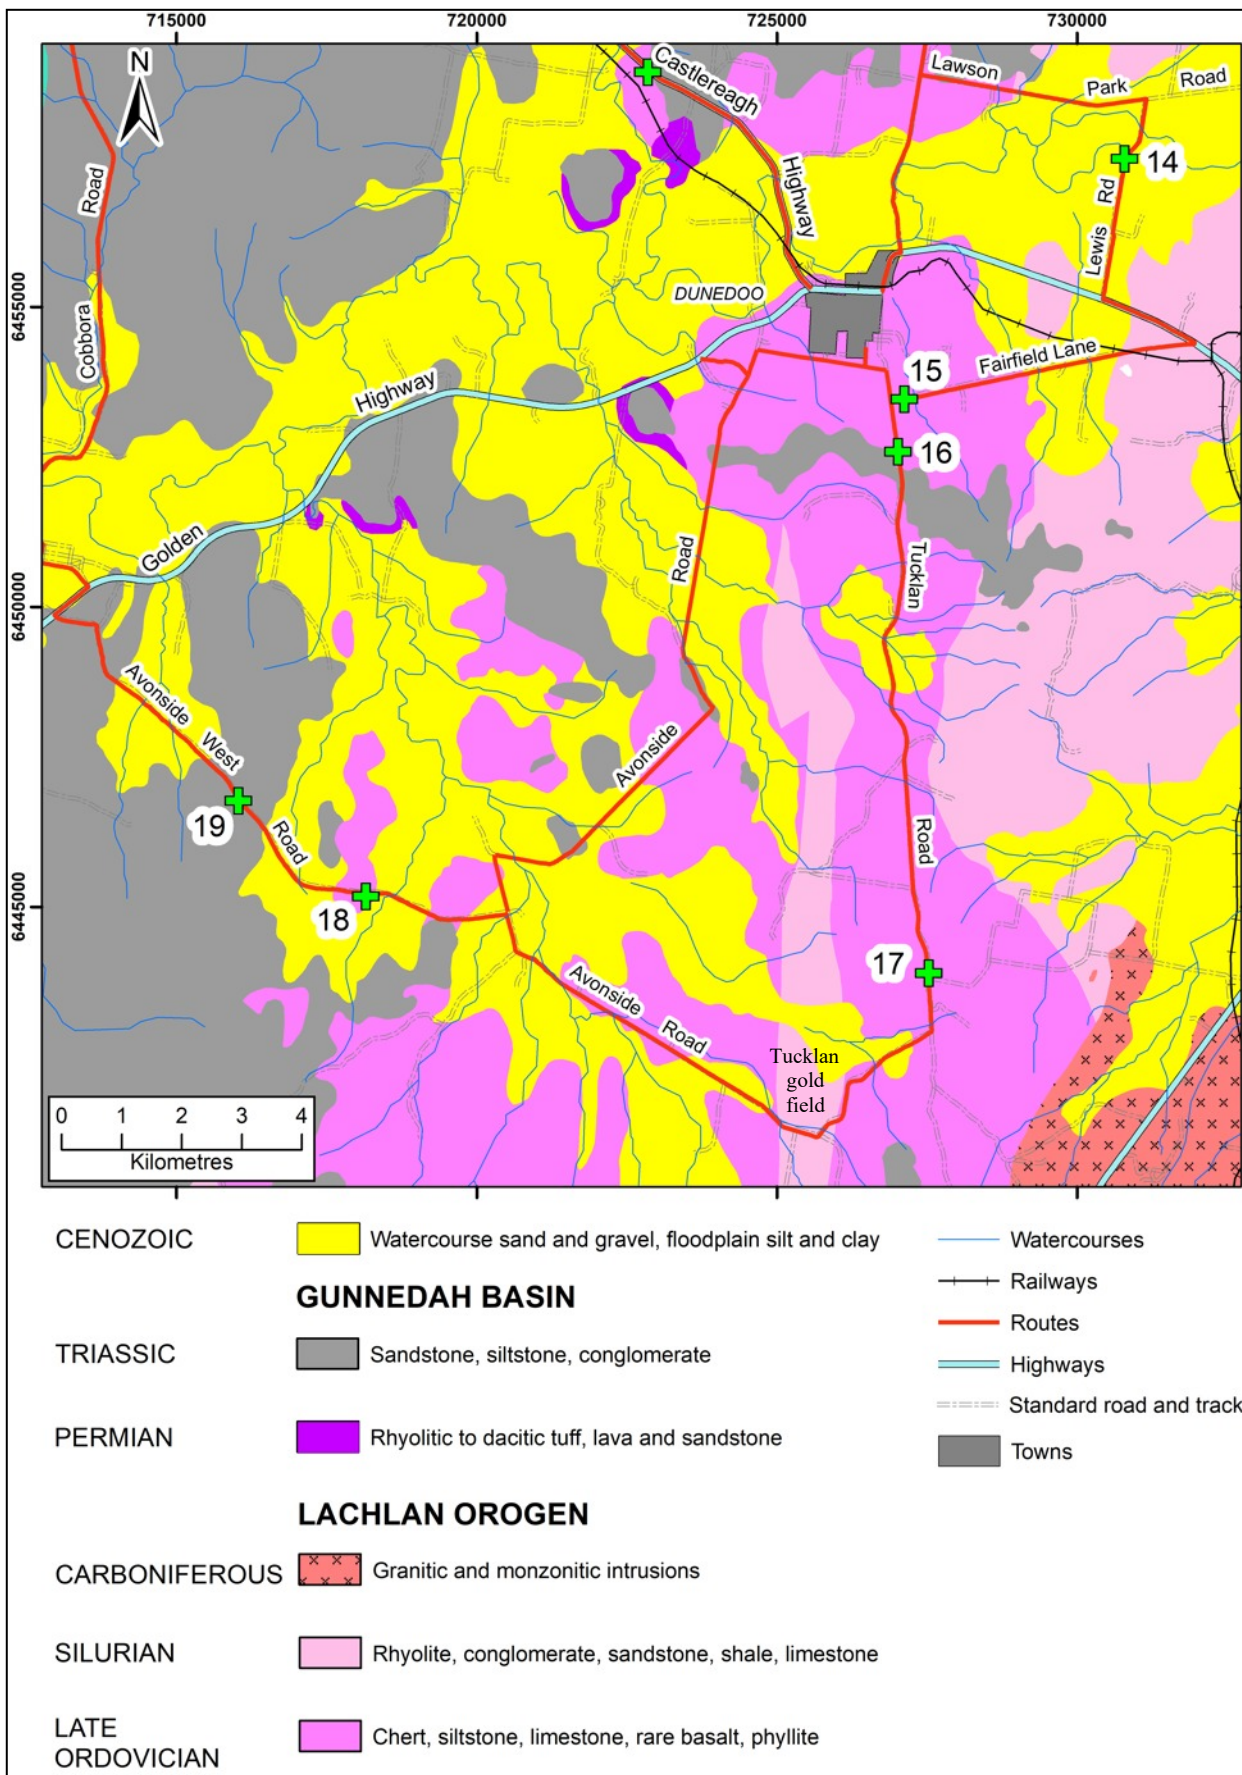 715000
720000
725000
730000
N
Castlereagh
Highway
Lawson
Park
Road
14
Lewis
Rd
Road
Cobbora
6455000
DUNEDOO
Highway
Fairfield Lane
15
16
Golden
Road
Tucklan
6450000
Avonside
West
Road
Avonside
19
Road
18
6445000
17
Avonside
Road
Tucklan
gold
field
0 1 2 3 4
Kilometres
CENOZOIC
Watercourse sand and gravel, floodplain silt and clay
GUNNEDAH BASIN
TRIASSIC
Sandstone, siltstone, conglomerate
PERMIAN
Rhyolitic to dacitic tuff, lava and sandstone
LACHLAN OROGEN
CARBONIFEROUS
Granitic and monzonitic intrusions
SILURIAN
Rhyolite, conglomerate, sandstone, shale, limestone
LATE
ORDOVICIAN
Chert, siltstone, limestone, rare basalt, phyllite
Watercourses
Railways
Routes
Highways
Standard road and track
Towns